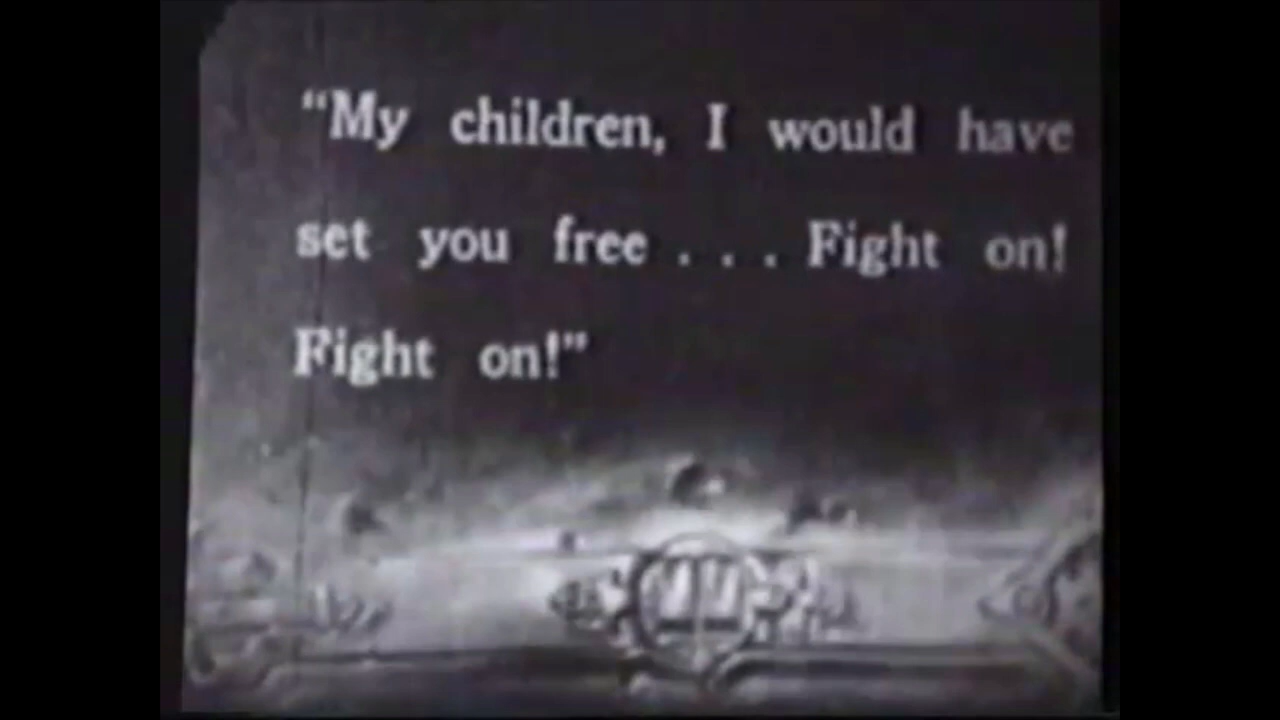 "My children, I would have
set you free . . . Fight on!
Fight on!"